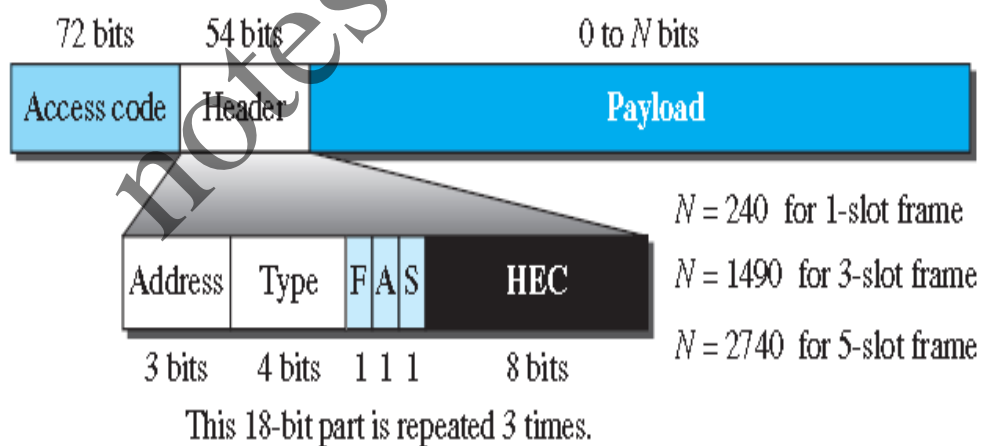 72 bits 54 bits 0 to N bits
Access code Header Payload
N = 240 for 1-slot frame
Address Type F A S HEC
N = 1490 for 3-slot frame
N = 2740 for 5-slot frame
3 bits 4 bits 1 1 1 8 bits
This 18-bit part is repeated 3 times.
notes